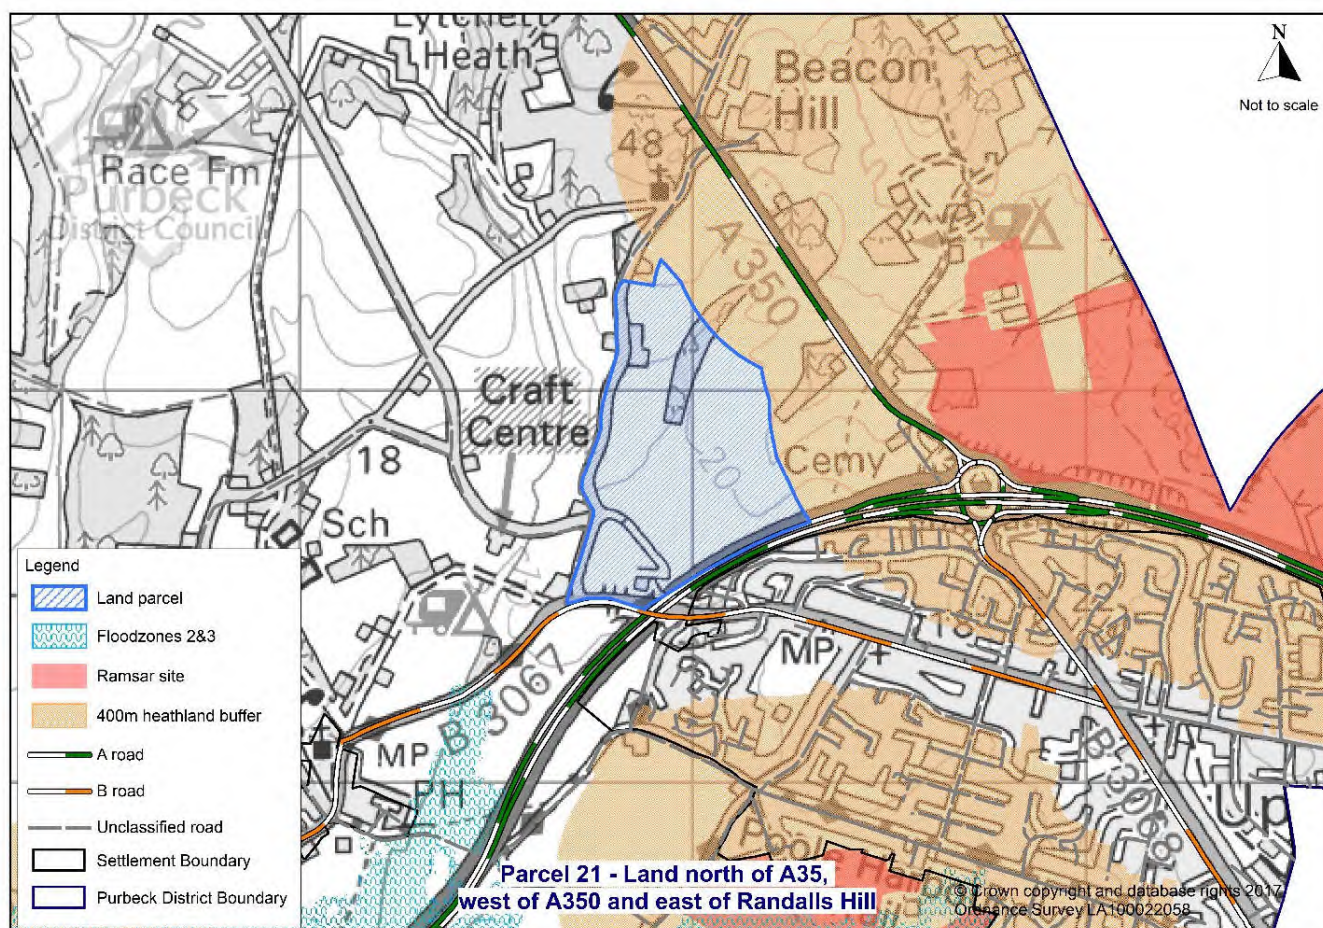 Lytchett
Heath
Beacon
Hill
N
Not to scale
48
Race Fm
Purbeck
District Council
A 350
Craft
Centre
20
Cemy
18
Sch
Legend
Land parcel
Floodzones 2&3
Ramsar site
400m heathland buffer
A road
B road
Unclassified road
Settlement Boundary
Purbeck District Boundary
MP
B 3067
MP
PH
B 3068
Up
Parcel 21 - Land north of A35,
west of A350 and east of Randalls Hill
© Crown copyright and database rights 2017
Ordnance Survey LA100022058